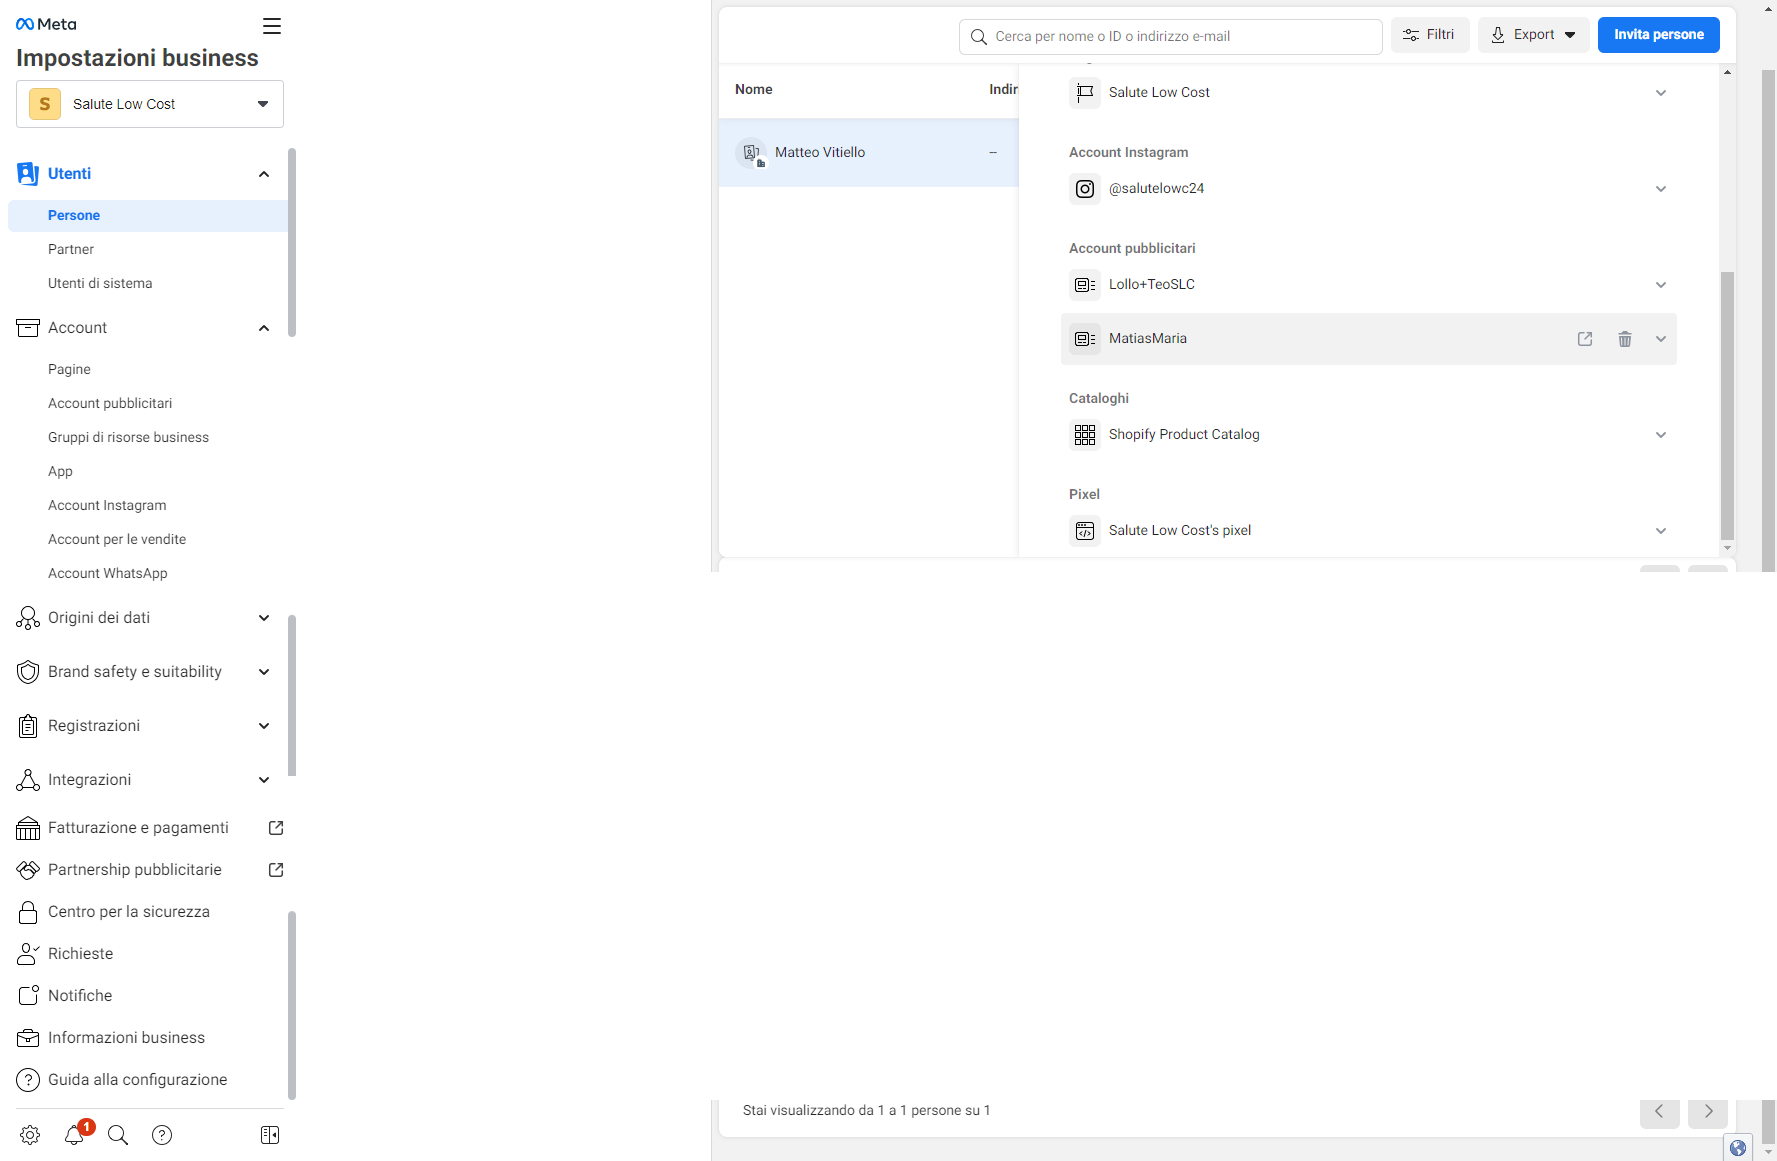 Meta
Impostazioni business
S Salute Low Cost
Utenti
Persone
Partner
Utenti di sistema
Account
Pagine
Account pubblicitari
Gruppi di risorse business
App
Account Instagram
Account per le vendite
Account WhatsApp
Origini dei dati
Brand safety e suitability
Registrazioni
Integrazioni
Fatturazione e pagamenti
Partnership pubblicitarie
Centro per la sicurezza
Richieste
Notifiche
Informazioni business
Guida alla configurazione
1
Cerca per nome o ID o indirizzo e-mail
Filtri
Export
Invita persone
Nome
Matteo Vitiello
–
Salute Low Cost
Account Instagram
@salutelowc24
Account pubblicitari
Lollo+TeoSLC
MatiasMaria
Cataloghi
Shopify Product Catalog
Pixel
Salute Low Cost's pixel
Stai visualizzando da 1 a 1 persone su 1